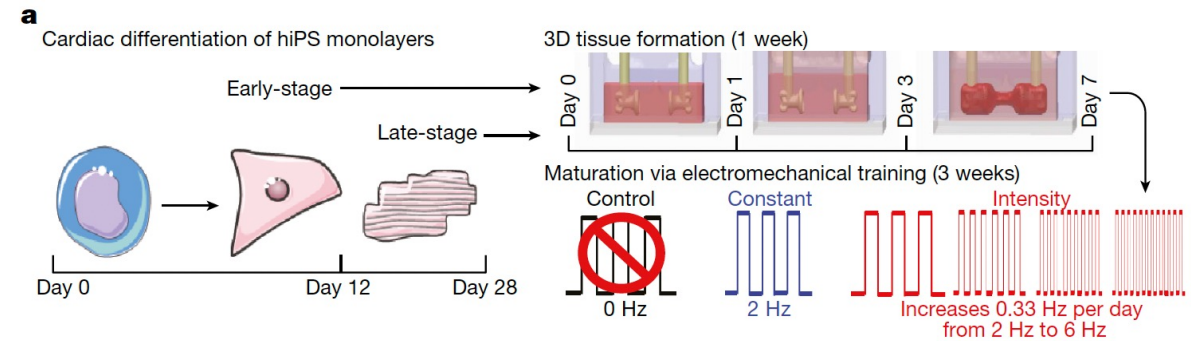 a
Cardiac differentiation of hiPS monolayers
3D tissue formation (1 week)
Early-stage
Late-stage
Day 0
Day 1
Day 3
Day 7
Day 0
Day 12
Day 28
Maturation via electromechanical training (3 weeks)
Control
Constant
Intensity
0 Hz
2 Hz
Increases 0.33 Hz per day
from 2 Hz to 6 Hz